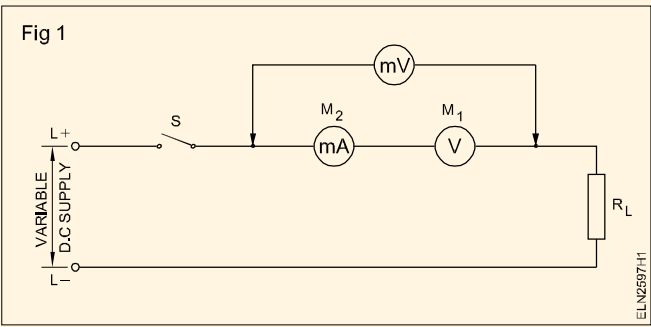 Fig 1
mV
M2
M1
S
L+
mA
V
VARIABLE
D.C SUPPLY
RL
L–
ELN2597H1